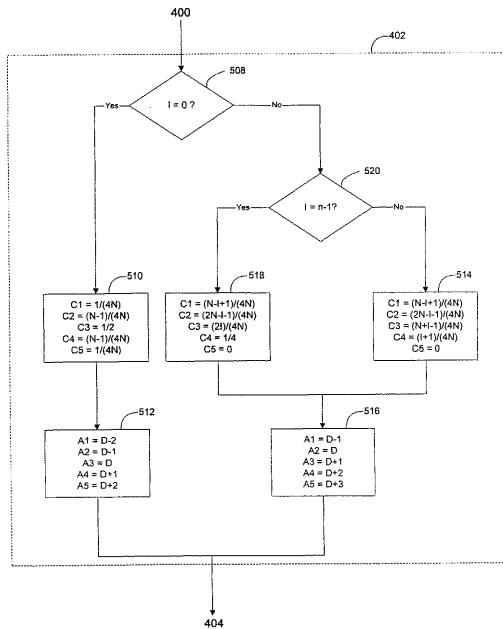 400
402
508
I = 0 ?
Yes
No
520
I = n-1?
Yes
No
510
C1 = 1/(4N)
C2 = (N-1)/(4N)
C3 = 1/2
C4 = (N-1)/(4N)
C5 = 1/(4N)
518
C1 = (N-I+1)/(4N)
C2 = (2N-I-1)/(4N)
C3 = (2I)/(4N)
C4 = 1/4
C5 = 0
514
C1 = (N-I+1)/(4N)
C2 = (2N-I-1)/(4N)
C3 = (N+I-1)/(4N)
C4 = (I+1)/(4N)
C5 = 0
512
A1 = D-2
A2 = D-1
A3 = D
A4 = D+1
A5 = D+2
516
A1 = D-1
A2 = D
A3 = D+1
A4 = D+2
A5 = D+3
404